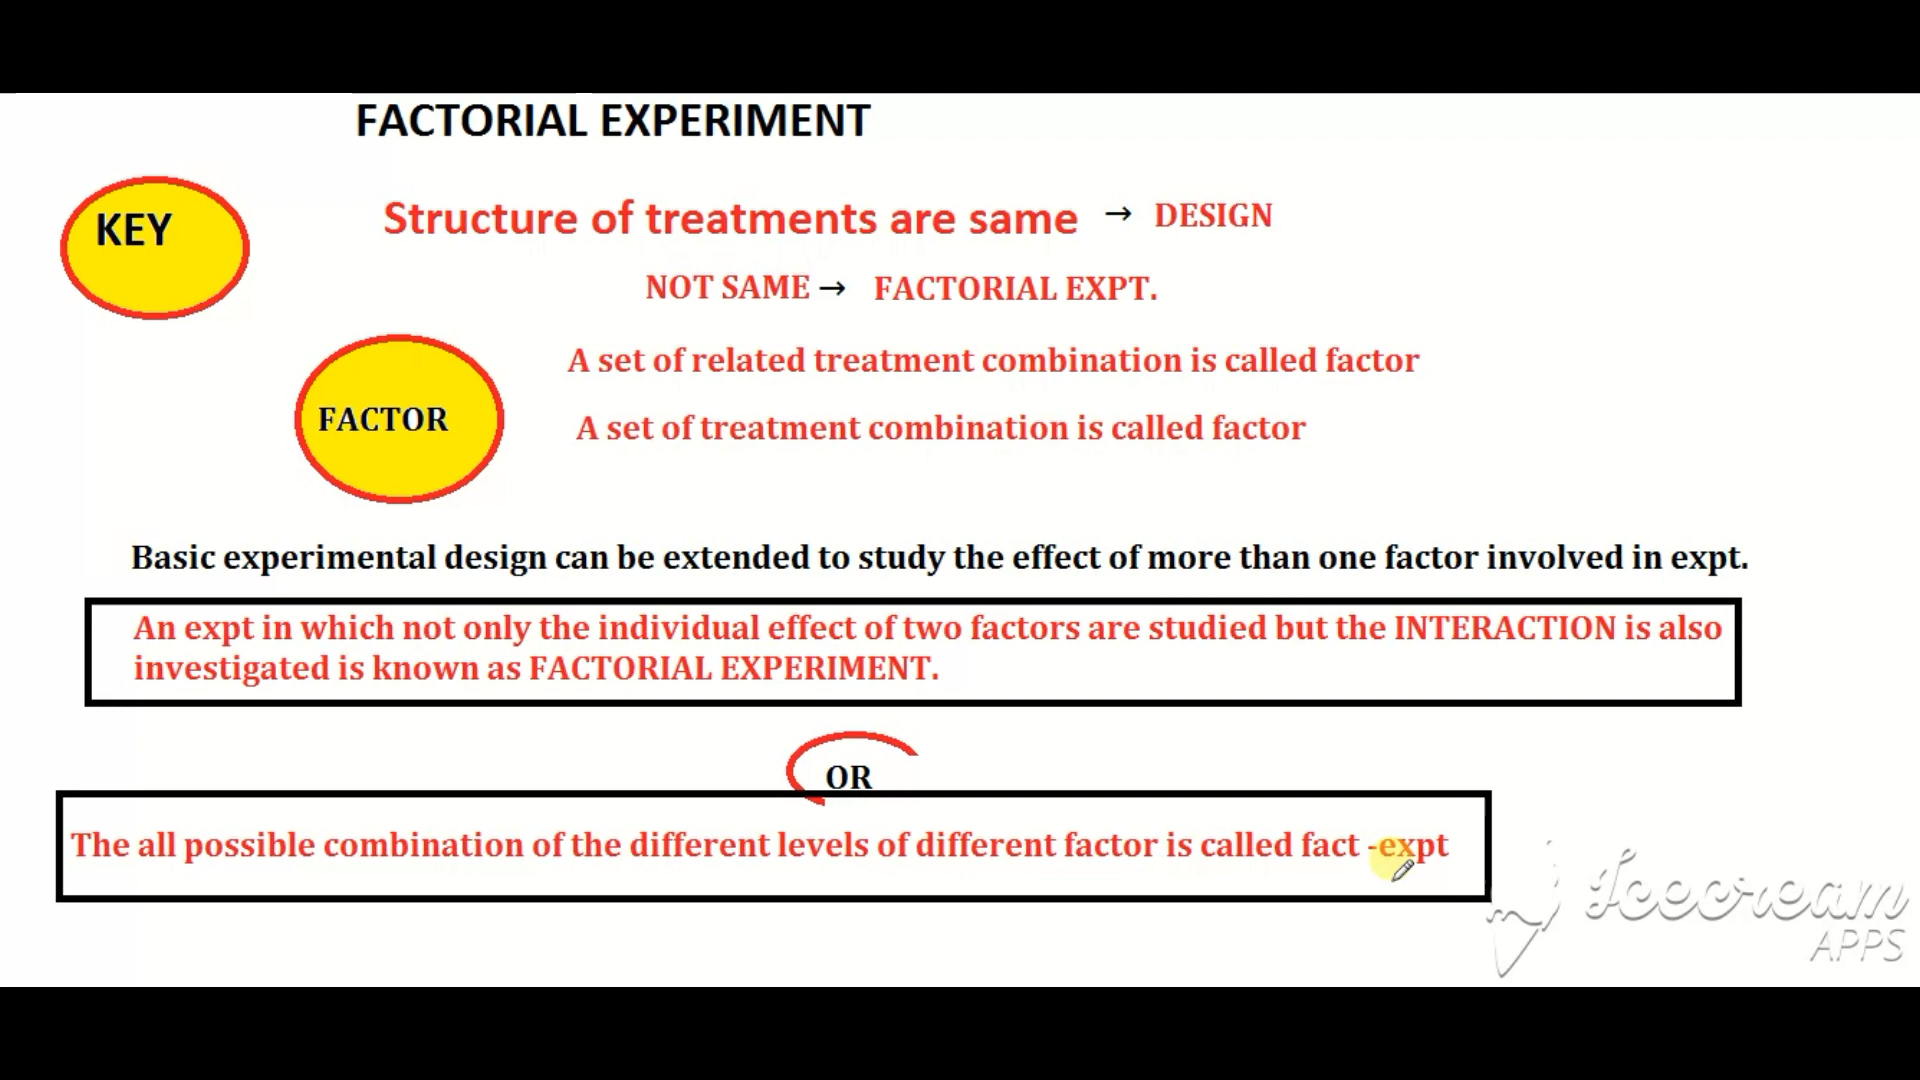 FACTORIAL EXPERIMENT
KEY
Structure of treatments are same → DESIGN
NOT SAME → FACTORIAL EXPT.
A set of related treatment combination is called factor
FACTOR
A set of treatment combination is called factor
Basic experimental design can be extended to study the effect of more than one factor involved in expt.
An expt in which not only the individual effect of two factors are studied but the INTERACTION is also
investigated is known as FACTORIAL EXPERIMENT.
OR
The all possible combination of the different levels of different factor is called fact -expt
Icecream
APPS